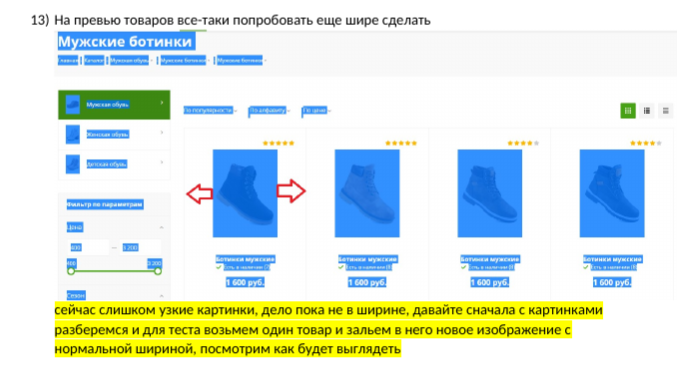 13) На превью товаров все-таки попробовать еще шире сделать
Мужские ботинки
Главная Каталог Мужская обувь Мужские ботинки Мужские ботинки
Мужская обувь
По популярности По алфавиту По цене
Женская обувь
Детская обувь
Фильтр по параметрам
Цена
400 — 3 200
400 3 200
Сезон
Ботинки мужские Ботинки мужские Ботинки мужские Ботинки мужские
Есть в наличии Есть в наличии Есть в наличии Есть в наличии
1 600 руб. 1 600 руб. 1 600 руб. 1 600 руб.
сейчас слишком узкие картинки, дело пока не в ширине, давайте сначала с картинками
разберемся и для теста возьмем один товар и зальем в него новое изображение с
нормальной шириной, посмотрим как будет выглядеть